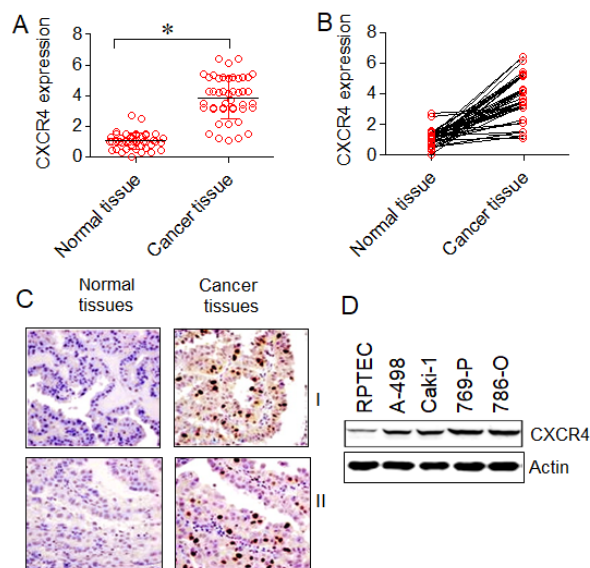 A
*
CXCR4 expression
8
6
4
2
0
Normal tissue
Cancer tissue
B
CXCR4 expression
8
6
4
2
0
Normal tissue
Cancer tissue
C
Normal tissues
Cancer tissues
I
II
D
RPTEC
A-498
Caki-1
769-P
786-O
CXCR4
Actin